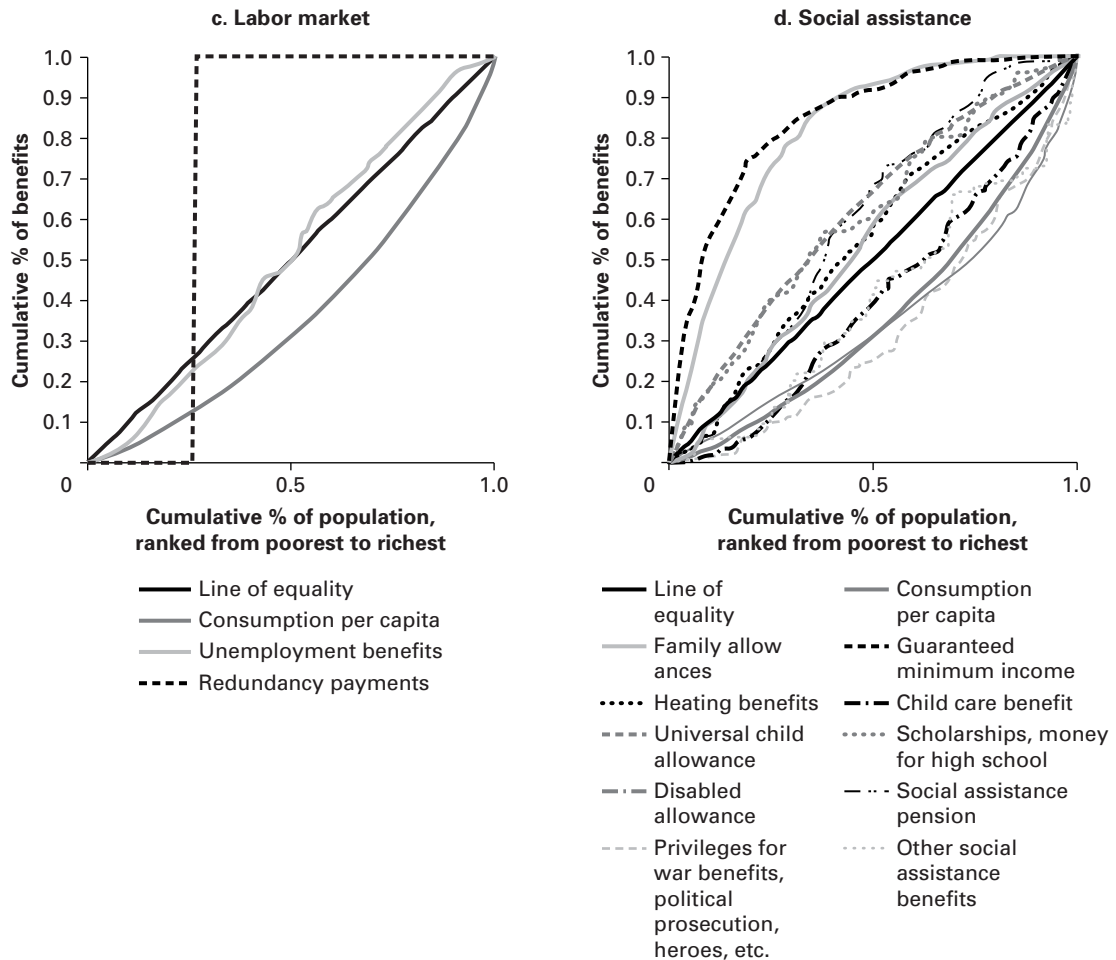 c. Labor market
1.0
0.9
0.8
0.7
0.6
0.5
0.4
0.3
0.2
0.1
Cumulative % of benefits
0
0.5
1.0
Cumulative % of population,
ranked from poorest to richest
Line of equality
Consumption per capita
Unemployment benefits
Redundancy payments
d. Social assistance
1.0
0.9
0.8
0.7
0.6
0.5
0.4
0.3
0.2
0.1
Cumulative % of benefits
0
0.5
1.0
Cumulative % of population,
ranked from poorest to richest
Line of
equality
Family allow
ances
Heating benefits
Universal child
allowance
Disabled
allowance
Privileges for
war benefits,
political
prosecution,
heroes, etc.
Consumption
per capita
Guaranteed
minimum income
Child care benefit
Scholarships, money
for high school
Social assistance
pension
Other social
assistance
benefits